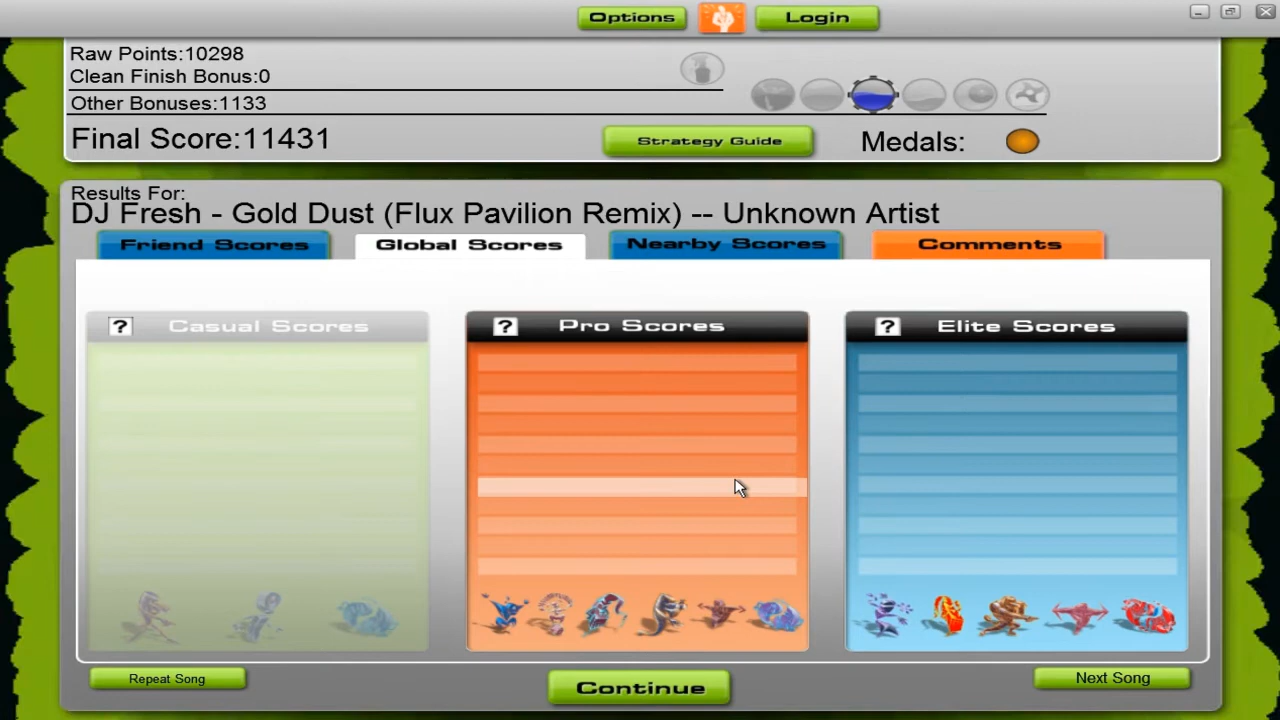 Options
Login
Raw Points:10298
Clean Finish Bonus:0
Other Bonuses:1133
Final Score:11431
Strategy Guide
Medals:
Results For:
DJ Fresh - Gold Dust (Flux Pavilion Remix) -- Unknown Artist
Friend Scores
Global Scores
Nearby Scores
Comments
? Casual Scores
? Pro Scores
? Elite Scores
Repeat Song
Continue
Next Song